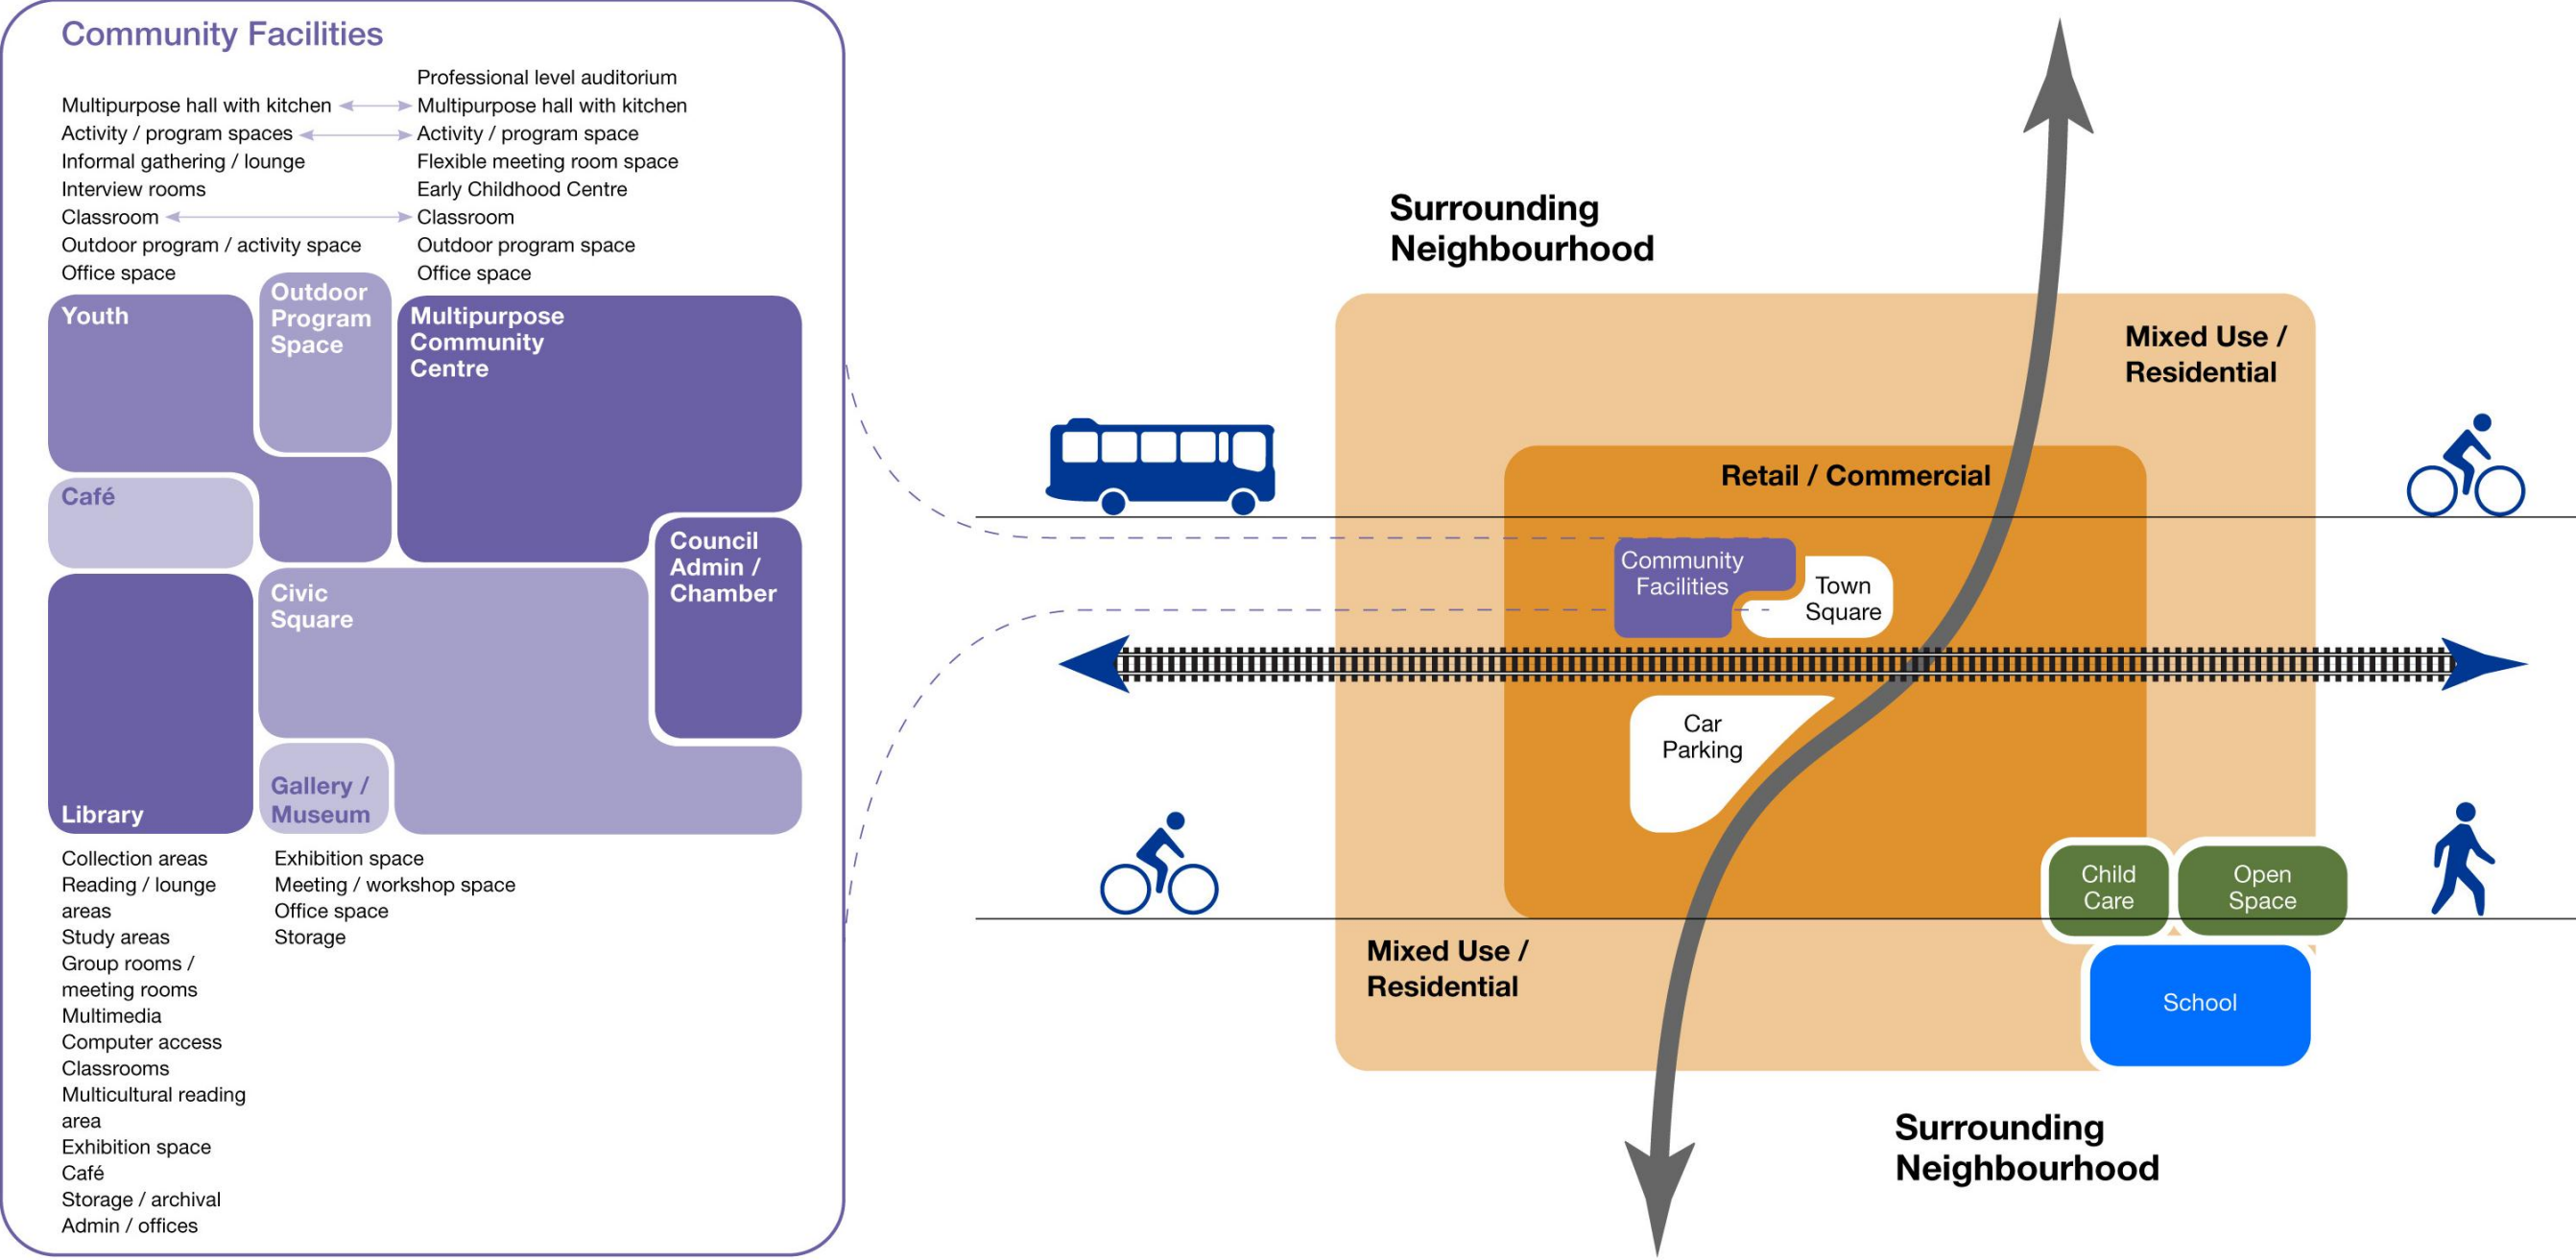 Community Facilities
Multipurpose hall with kitchen
Activity / program spaces
Informal gathering / lounge
Interview rooms
Classroom
Outdoor program / activity space
Office space
Professional level auditorium
Multipurpose hall with kitchen
Activity / program space
Flexible meeting room space
Early Childhood Centre
Classroom
Outdoor program space
Office space
Youth
Outdoor
Program
Space
Multipurpose
Community
Centre
Café
Council
Admin /
Chamber
Civic
Square
Library
Gallery /
Museum
Collection areas
Reading / lounge
areas
Study areas
Group rooms /
meeting rooms
Multimedia
Computer access
Classrooms
Multicultural reading
area
Exhibition space
Café
Storage / archival
Admin / offices
Exhibition space
Meeting / workshop space
Office space
Storage
Surrounding
Neighbourhood
Mixed Use /
Residential
Retail / Commercial
Community
Facilities
Town
Square
Car
Parking
Child
Care
Open
Space
School
Mixed Use /
Residential
Surrounding
Neighbourhood